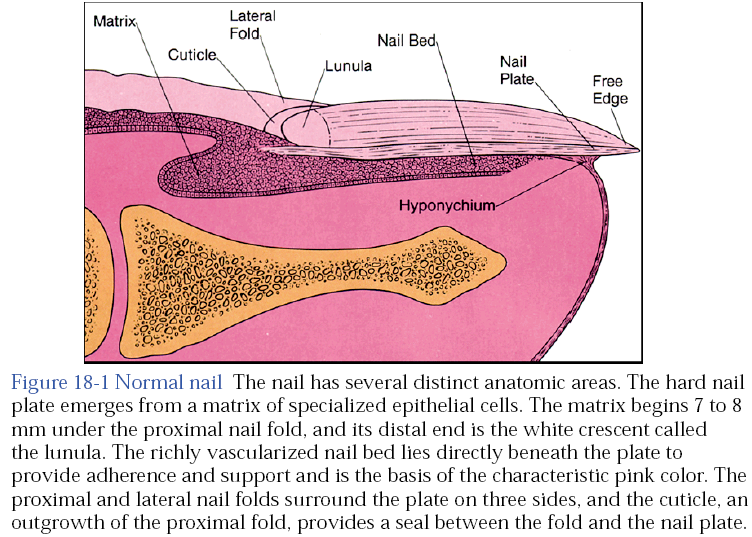 Matrix
Lateral
Fold
Cuticle
Lunula
Nail Bed
Nail
Plate
Free
Edge
Hyponychium
Figure 18-1 Normal nail The nail has several distinct anatomic areas. The hard nail
plate emerges from a matrix of specialized epithelial cells. The matrix begins 7 to 8
mm under the proximal nail fold, and its distal end is the white crescent called
the lunula. The richly vascularized nail bed lies directly beneath the plate to
provide adherence and support and is the basis of the characteristic pink color. The
proximal and lateral nail folds surround the plate on three sides, and the cuticle, an
outgrowth of the proximal fold, provides a seal between the fold and the nail plate.